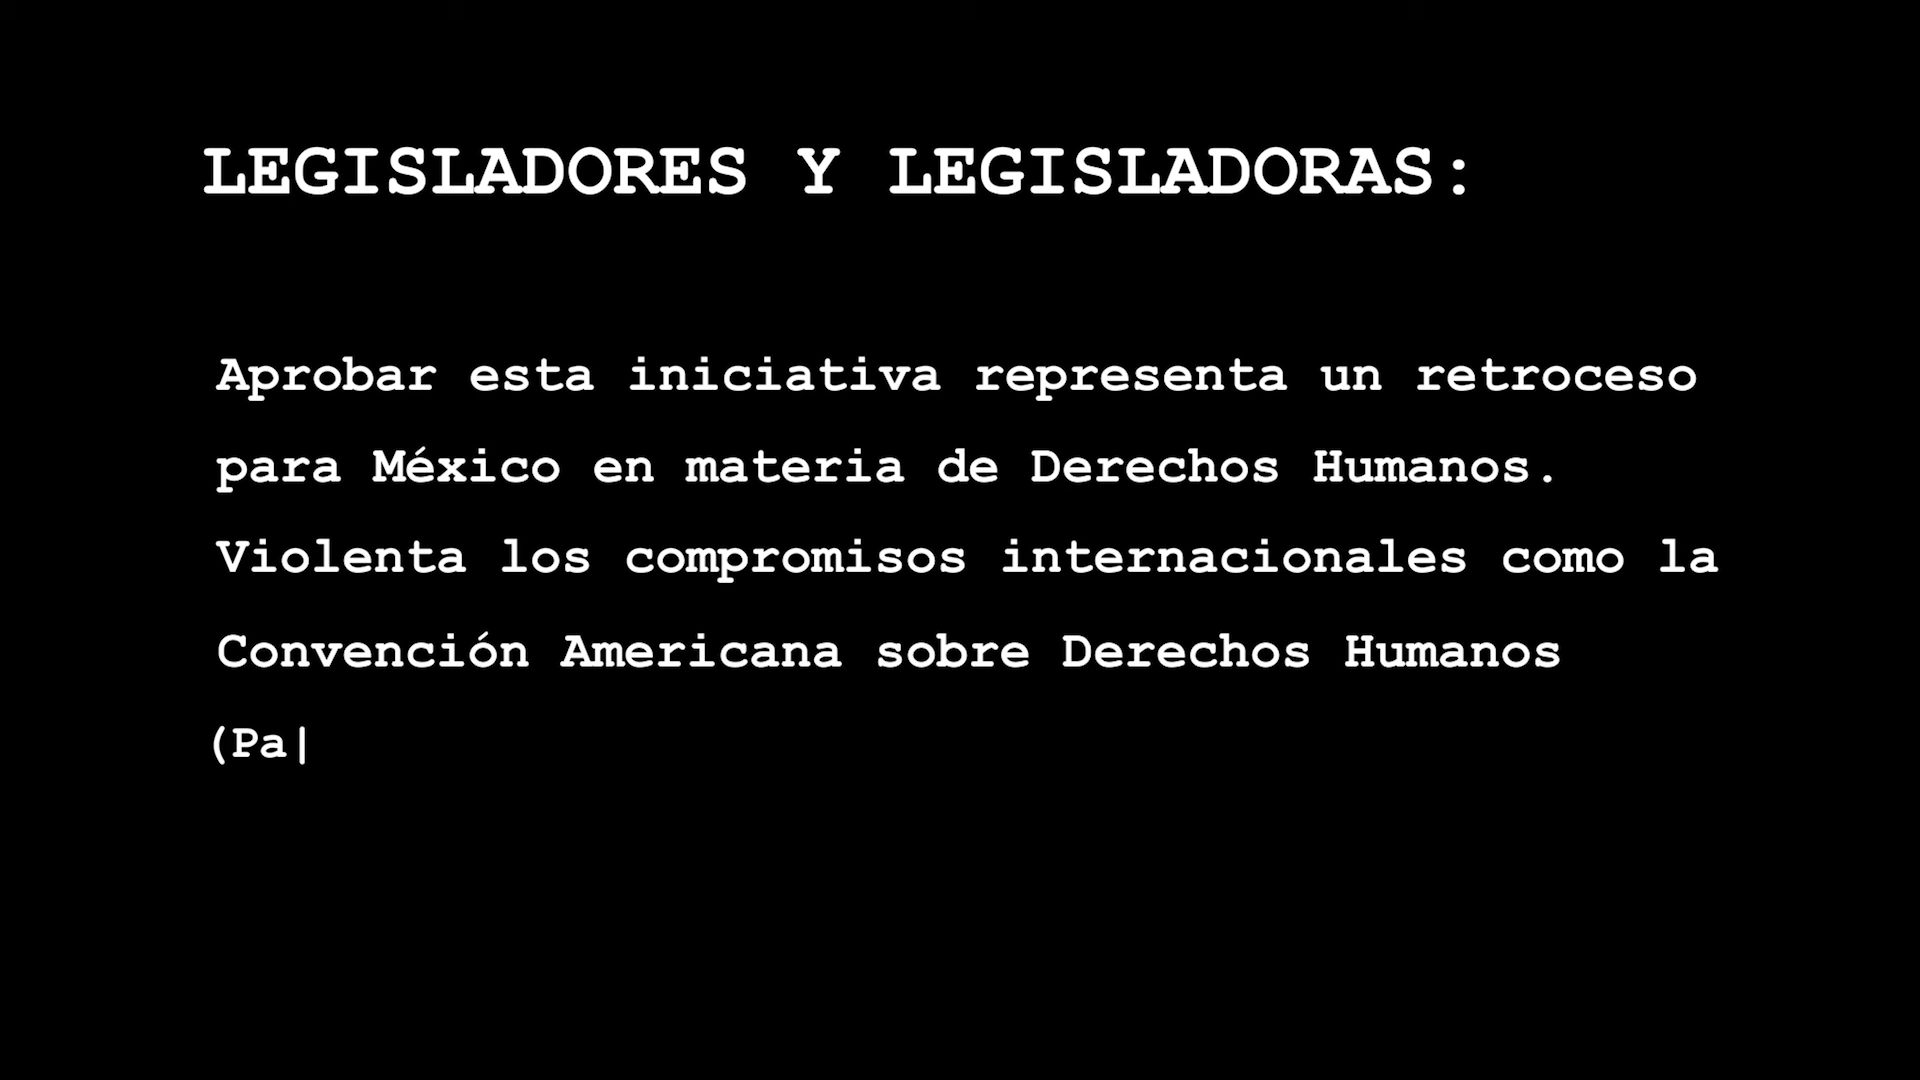 LEGISLADORES Y LEGISLADORAS:
Aprobar esta iniciativa representa un retroceso
para México en materia de Derechos Humanos.
Violenta los compromisos internacionales como la
Convención Americana sobre Derechos Humanos
(Pa|